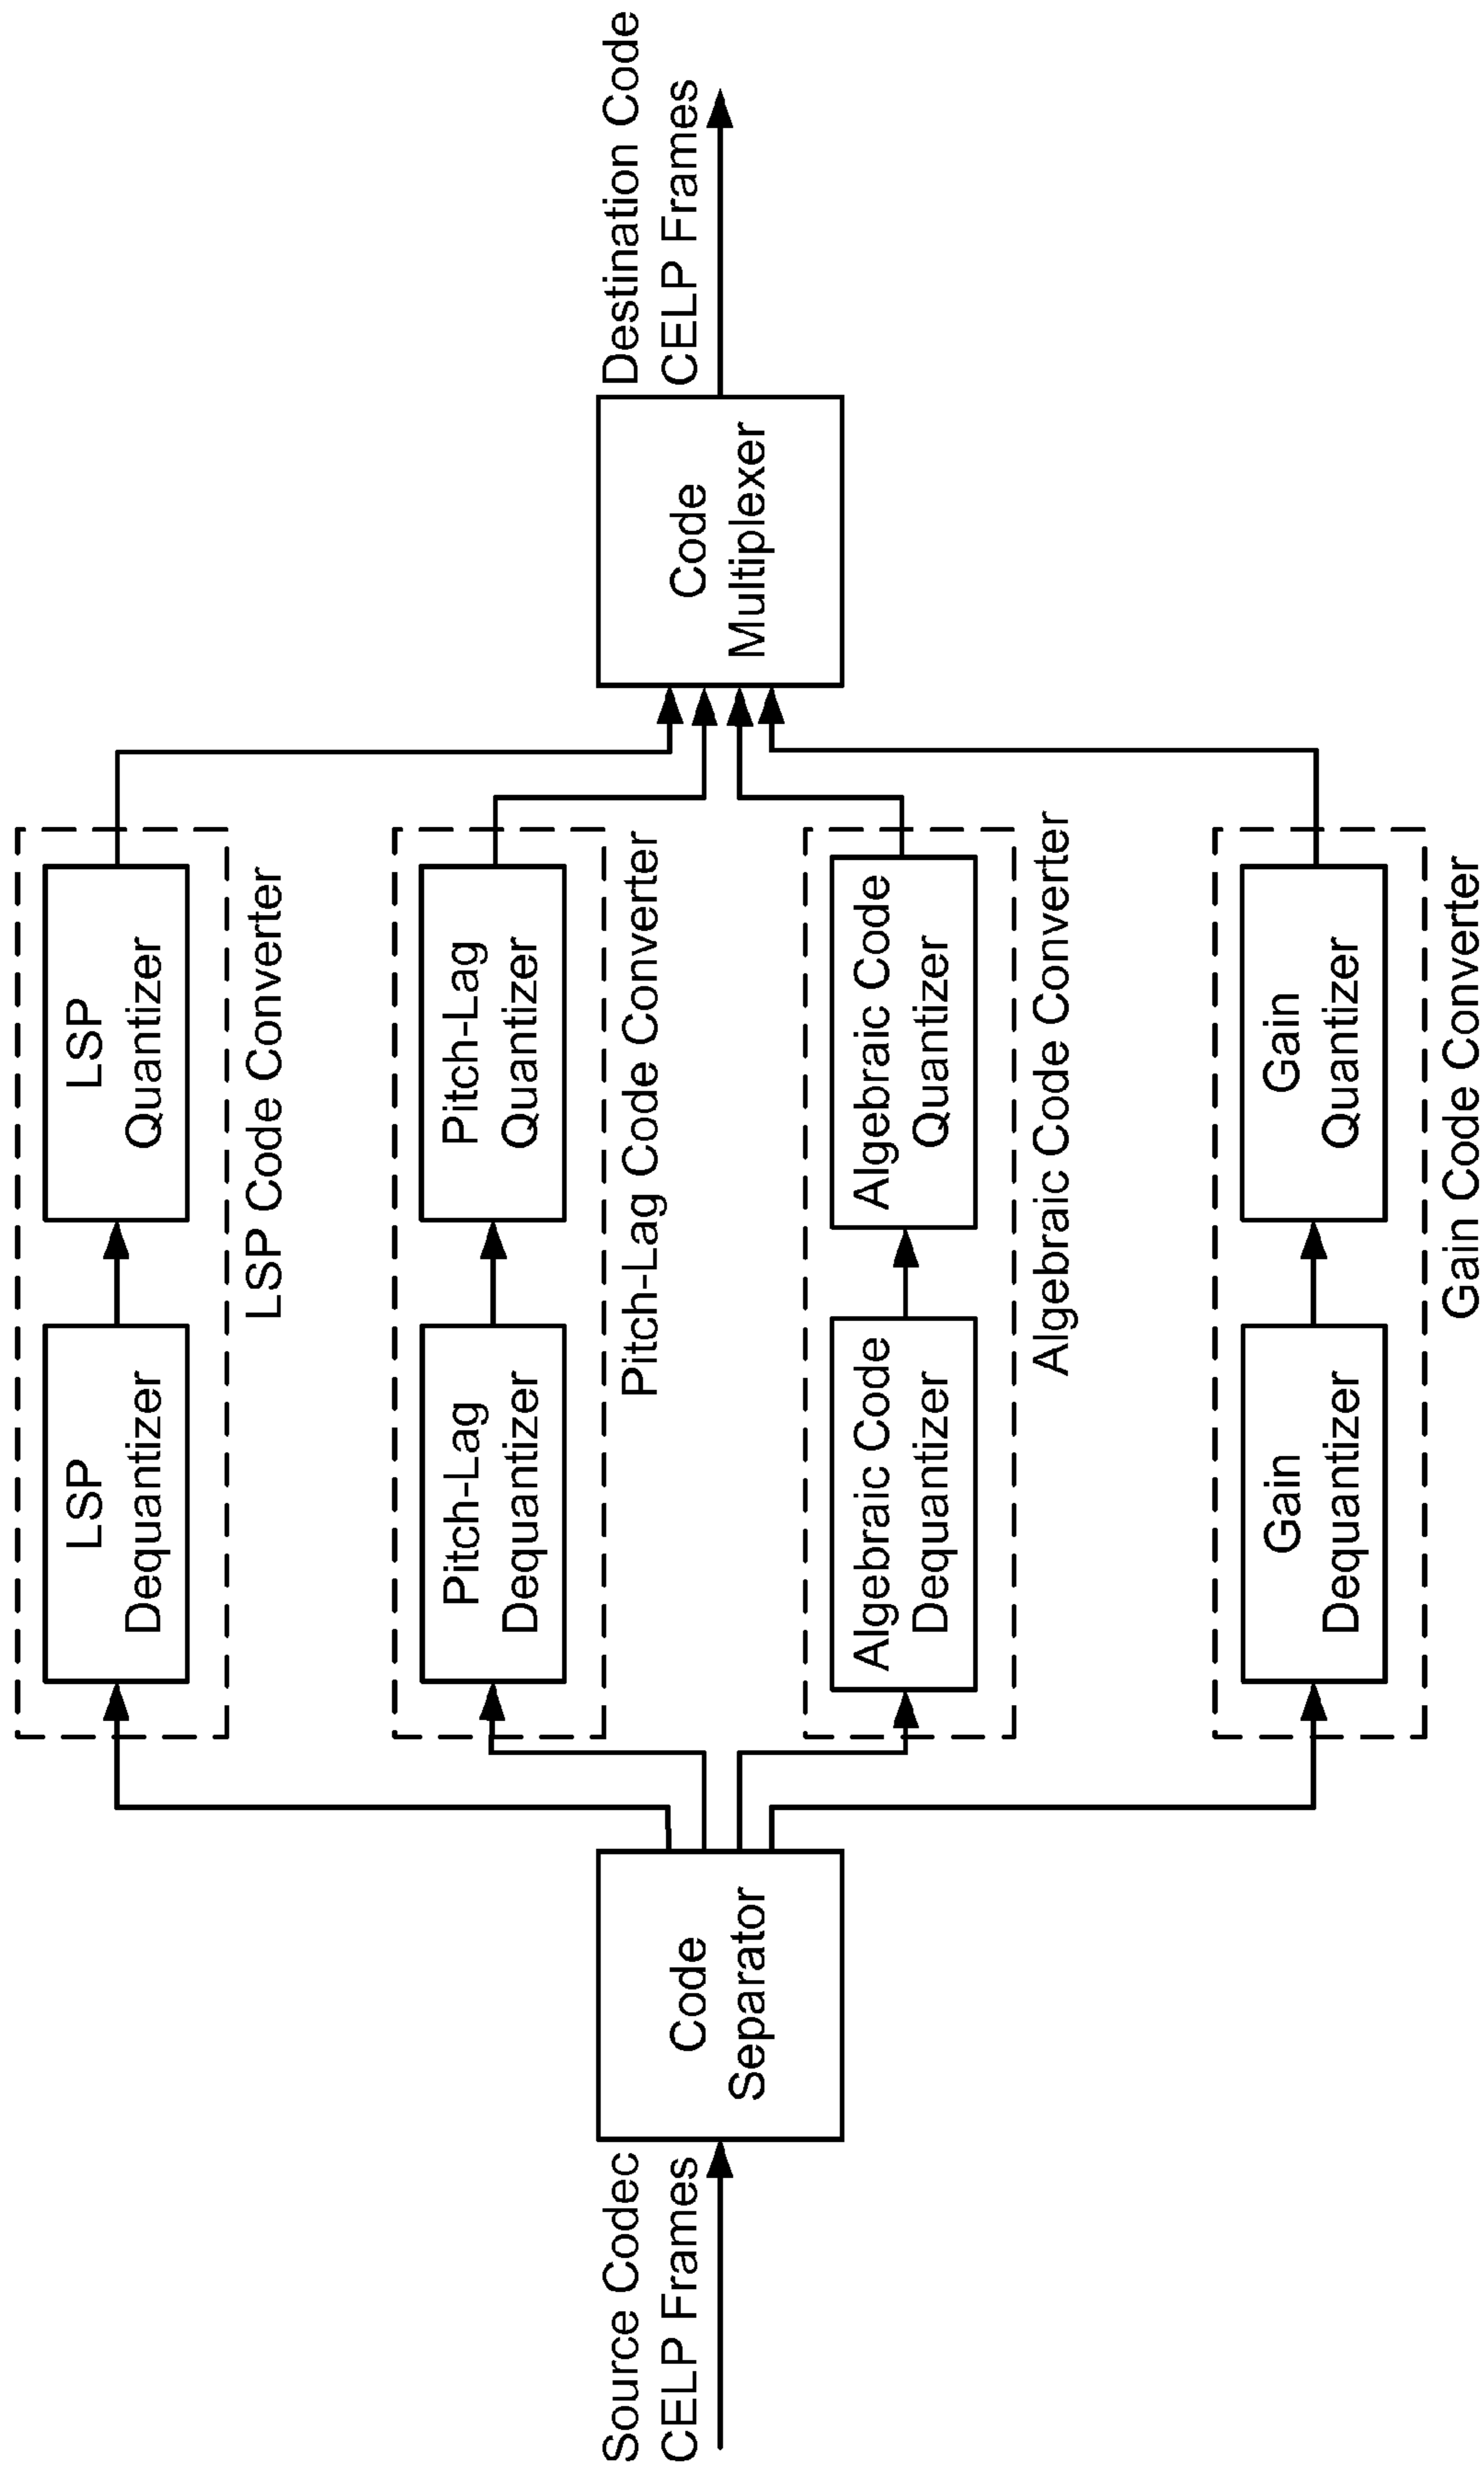 Source Codec
CELP Frames
Code
Separator
LSP
Dequantizer
LSP
Quantizer
LSP Code Converter
Pitch-Lag
Dequantizer
Pitch-Lag
Quantizer
Pitch-Lag Code Converter
Algebraic Code
Dequantizer
Algebraic Code
Quantizer
Algebraic Code Converter
Gain
Dequantizer
Gain
Quantizer
Gain Code Converter
Code
Multiplexer
Destination Code
CELP Frames